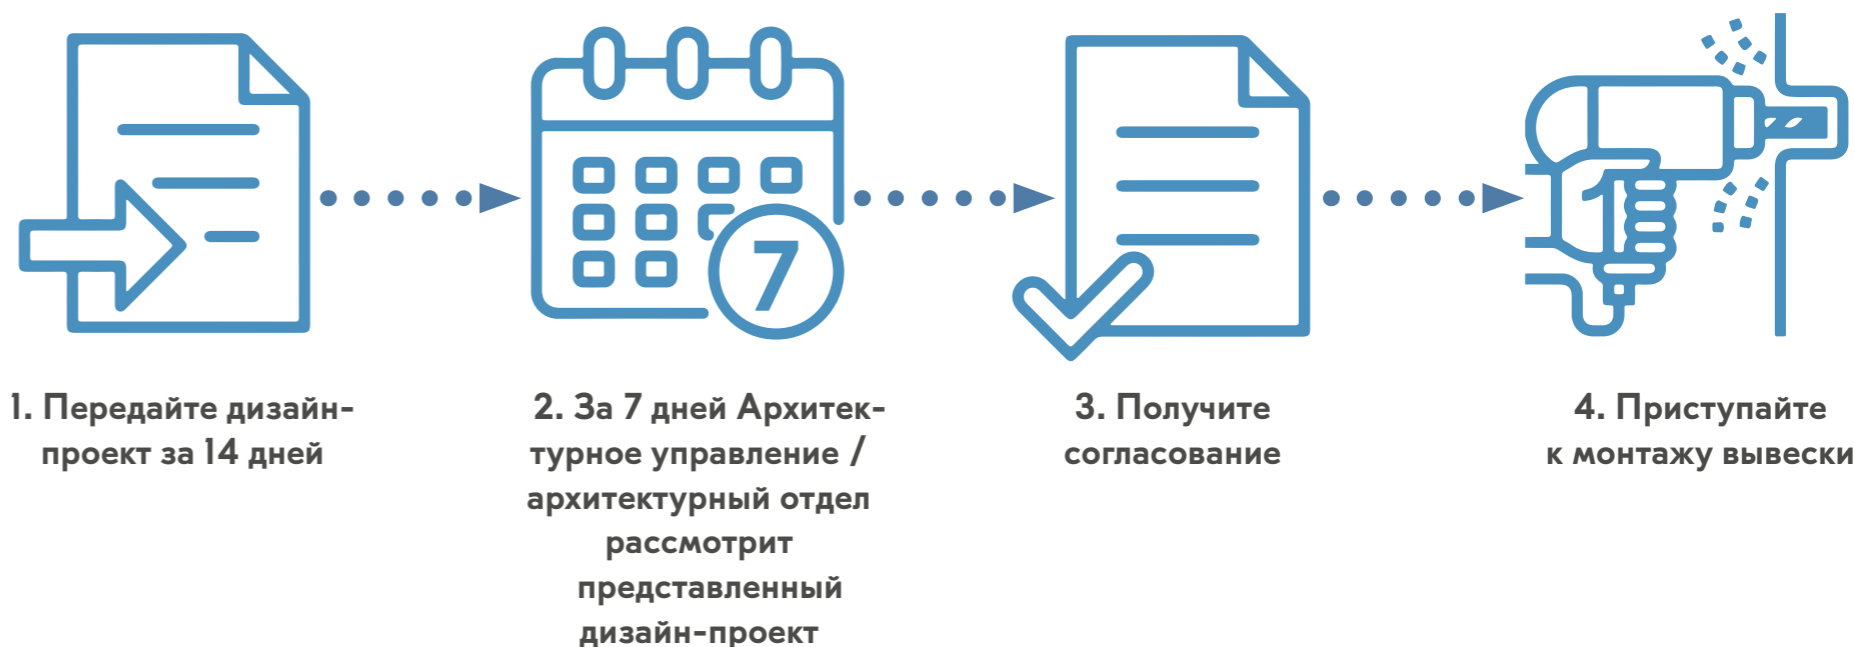 7
1. Передайте дизайн-
проект за 14 дней
2. За 7 дней Архитек-
турное управление /
архитектурный отдел
рассмотрит
представленный
дизайн-проект
3. Получите
согласование
4. Приступайте
к монтажу вывески